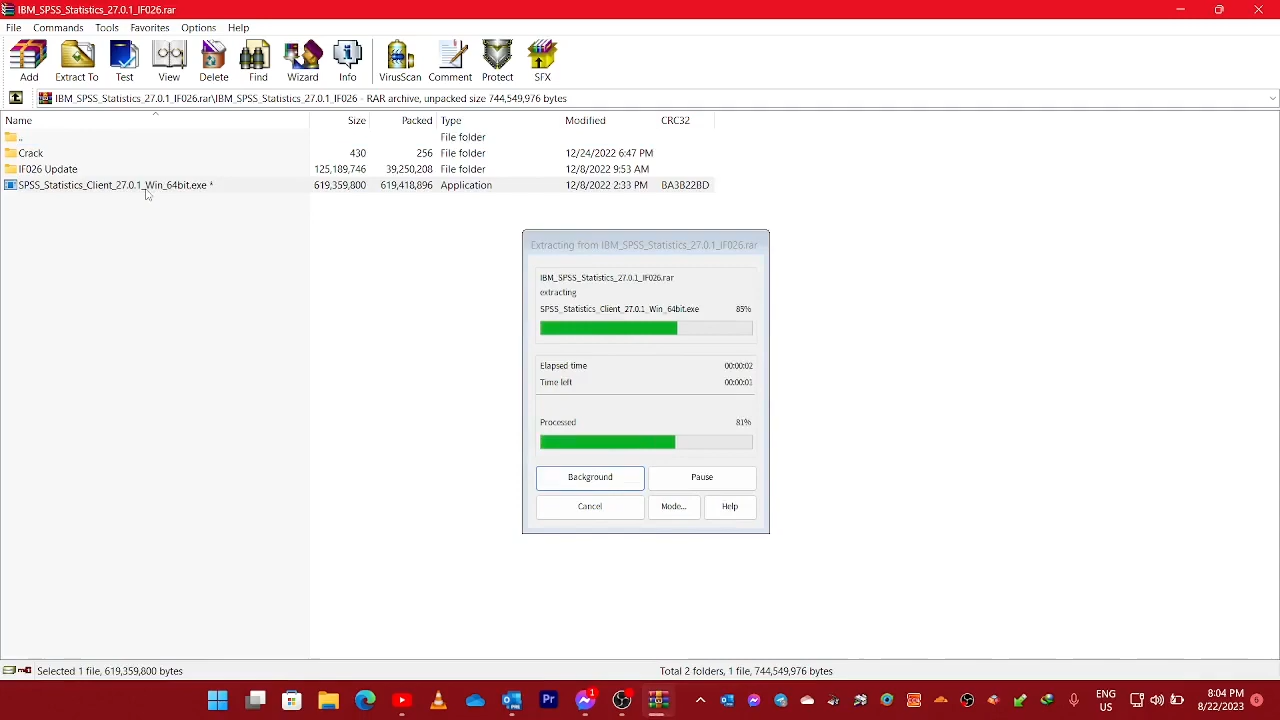 IBM_SPSS_Statistics_27.0.1_IF026.rar
File Commands Tools Favorites Options Help
Add Extract To Test View Delete Find Wizard Info VirusScan Comment Protect SFX
IBM_SPSS_Statistics_27.0.1_IF026.rar\IBM_SPSS_Statistics_27.0.1_IF026 - RAR archive, unpacked size 744,549,976 bytes
Name Size Packed Type Modified CRC32
.. File folder
Crack 430 256 File folder 12/24/2022 6:47 PM
IF026 Update 125,189,746 39,250,208 File folder 12/8/2022 9:53 AM
SPSS_Statistics_Client_27.0.1_Win_64bit.exe * 619,359,800 619,418,896 Application 12/8/2022 2:33 PM BA3B22BD
Extracting from IBM_SPSS_Statistics_27.0.1_IF026.rar
IBM_SPSS_Statistics_27.0.1_IF026.rar
extracting
SPSS_Statistics_Client_27.0.1_Win_64bit.exe 85%
Elapsed time 00:00:02
Time left 00:00:01
Processed 81%
Background Pause
Cancel Mode... Help
Selected 1 file, 619,359,800 bytes Total 2 folders, 1 file, 744,549,976 bytes
Pr 1 ENG 8:04 PM 6
US 8/22/2023